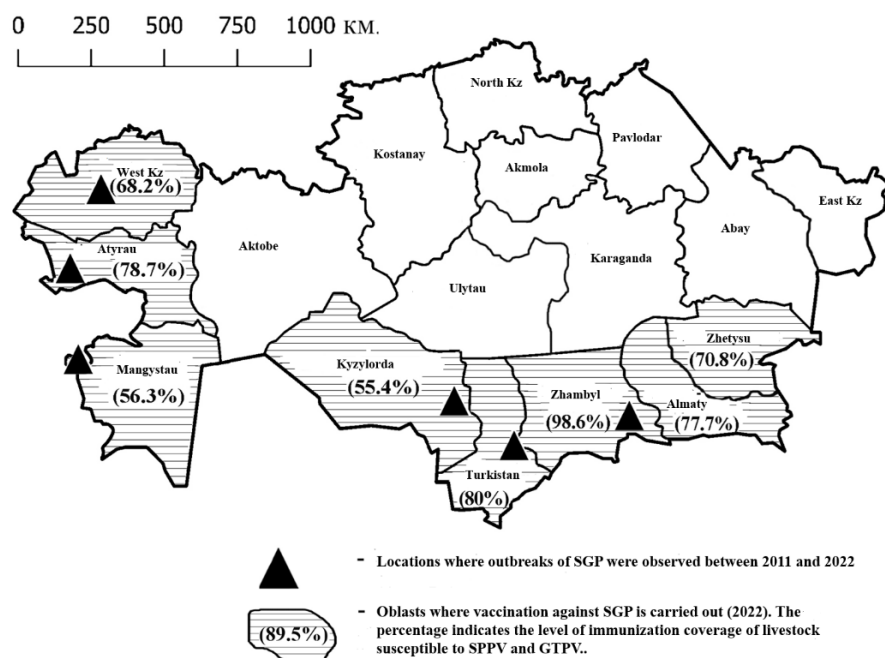 0 250 500 1000 км.
North Kz
Pavlodar
Kostanay
Akmola
West Kz
(68.2%)
East Kz
Abay
Aktobe
Atyrau
(78.7%)
Karaganda
Ulytau
Zhetysu
(70.8%)
Mangystau
(56.3%)
Kyzylorda
(55.4%)
Zhambyl
(98.6%)
Almaty
(77.7%)
Turkistan
(80%)
- Locations where outbreaks of SGP were observed between 2011 and 2022
(89.5%)
- Oblasts where vaccination against SGP is carried out (2022). The
percentage indicates the level of immunization coverage of livestock
susceptible to SPPV and GTPV..